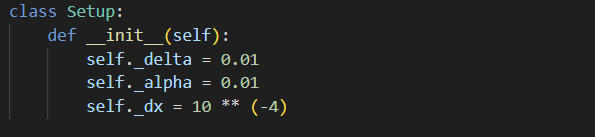 class Setup:
    def __init__(self):
        self._delta = 0.01
        self._alpha = 0.01
        self._dx = 10 ** (-4)